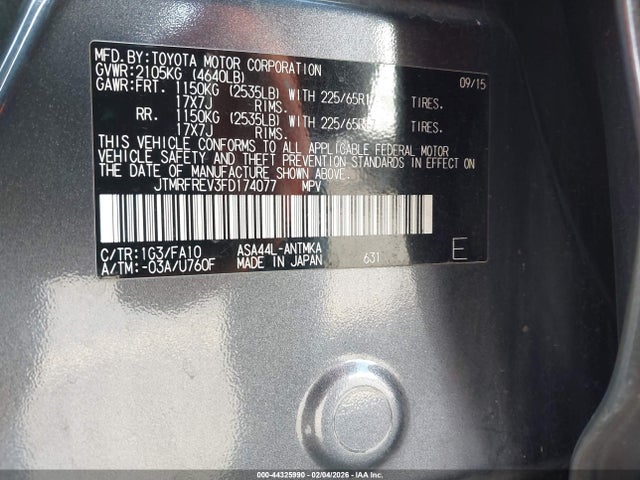 MFD. BY: TOYOTA MOTOR CORPORATION 09/15
GVWR: 2105KG (4640LB)
GAWR: FRT. 1150KG (2535LB) WITH 225/65R1 TIRES.
17X7J RIMS.
RR. 1150KG (2535LB) WITH 225/65R TIRES.
17X7J RIMS.
THIS VEHICLE CONFORMS TO ALL APPLICABLE FEDERAL MOTOR
VEHICLE SAFETY AND THEFT PREVENTION STANDARDS IN EFFECT ON
THE DATE OF MANUFACTURE SHOWN ABOVE.
JTMRFREV3FD174077 MPV
C/TR: 1G3/FA10 ASA44L-ANTMKA E
A/TM: -03A/U760F MADE IN JAPAN 631
000-44325990 - 02/04/2026 - IAA Inc.